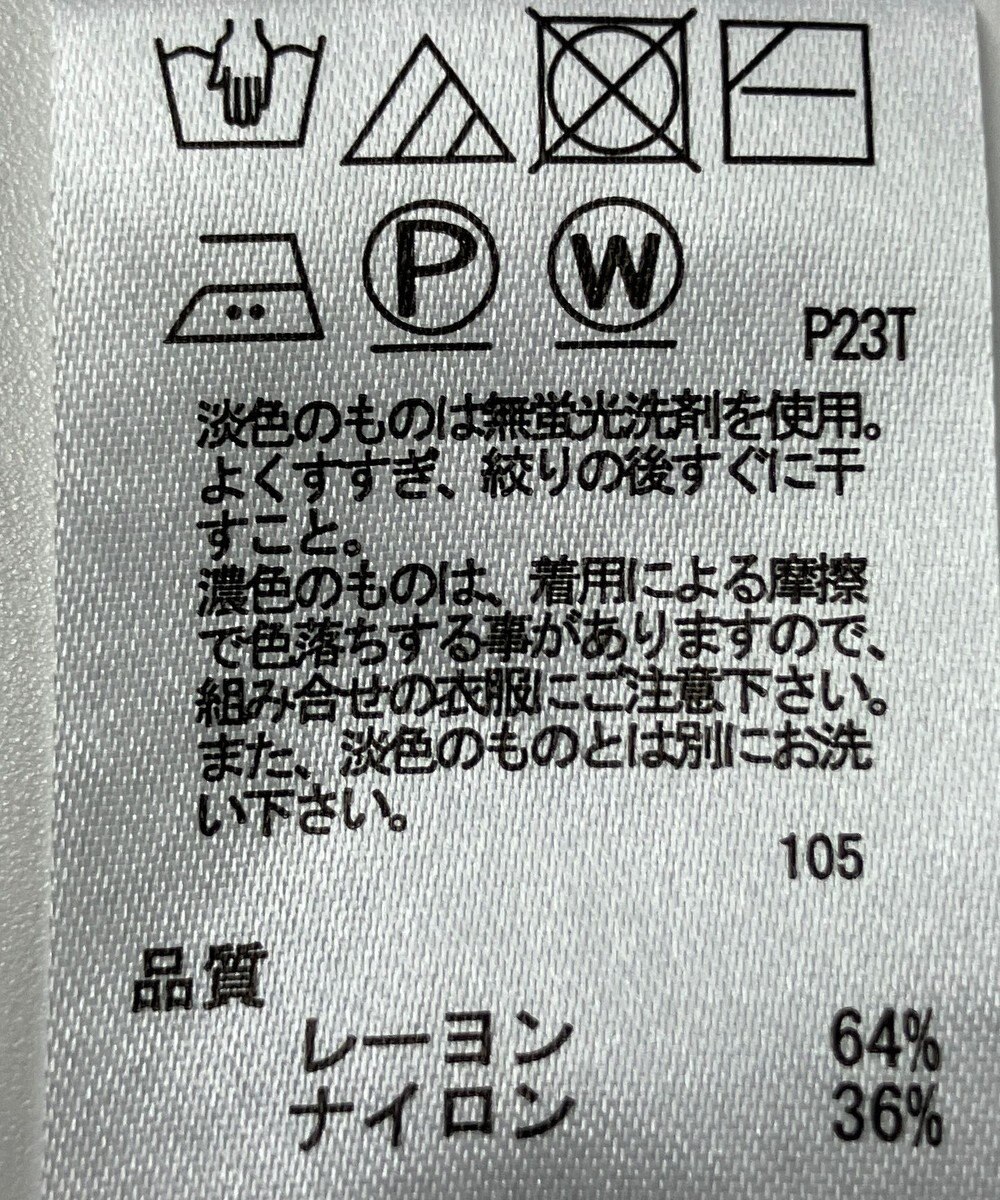 P
W
P23T
淡色のものは無蛍光洗剤を使用。
よくすすぎ、絞りの後すぐに干
すこと。
濃色のものは、着用による摩擦
で色落ちする事がありますので、
組み合せの衣服にご注意下さい。
また、淡色のものとは別にお洗
い下さい。
105
品質
レーヨン 64%
ナイロン 36%